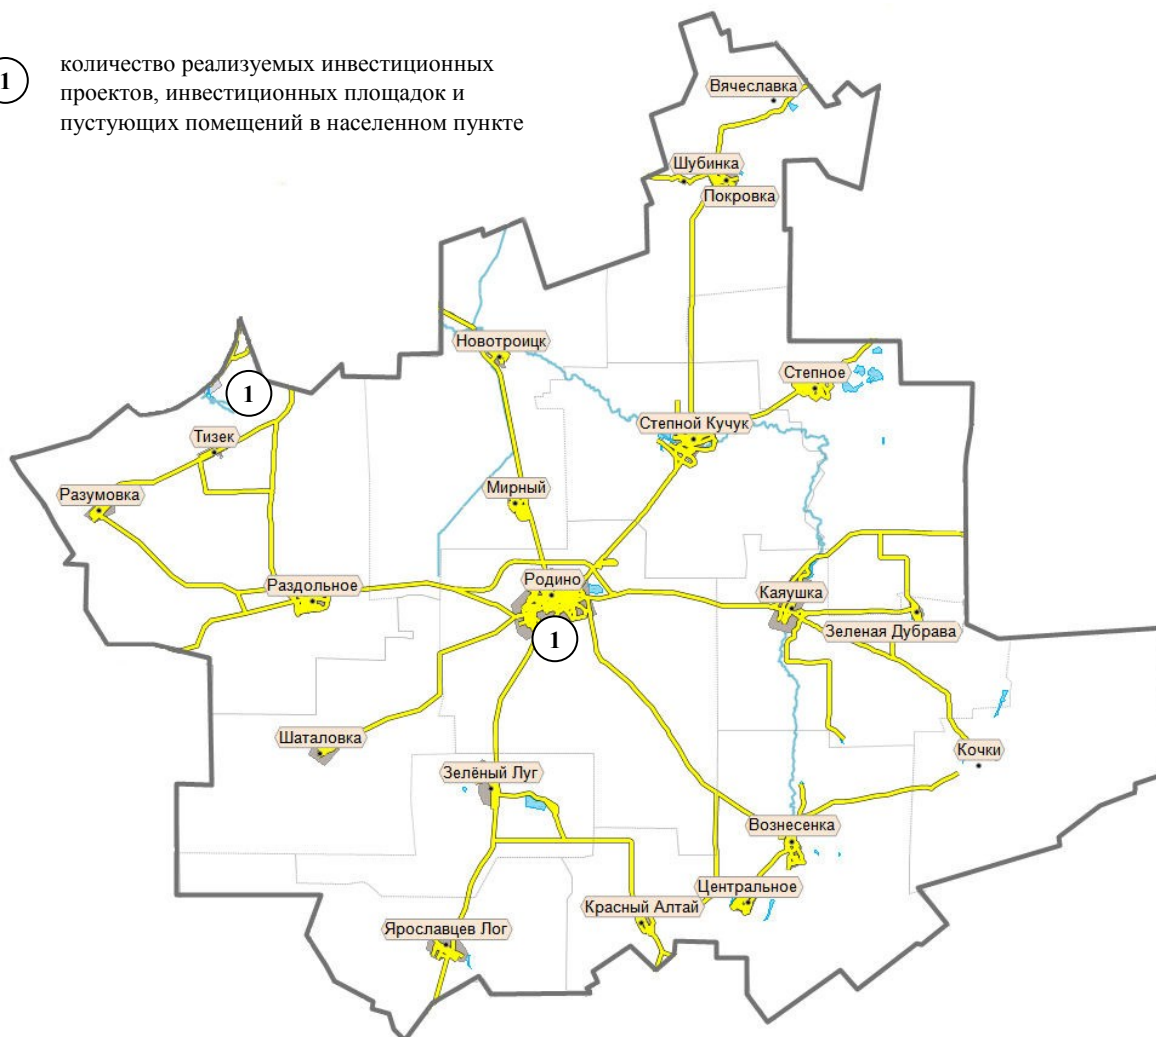 1
количество реализуемых инвестиционных
проектов, инвестиционных площадок и
пустующих помещений в населенном пункте
Вячеславка
Шубинка
Покровка
Новотроицк
Степное
1
Степной Кучук
Тизек
Мирный
Разумовка
Родино
Раздольное
Каяушка
Зеленая Дубрава
1
Шаталовка
Кочки
Зелёный Луг
Вознесенка
Центральное
Красный Алтай
Ярославцев Лог